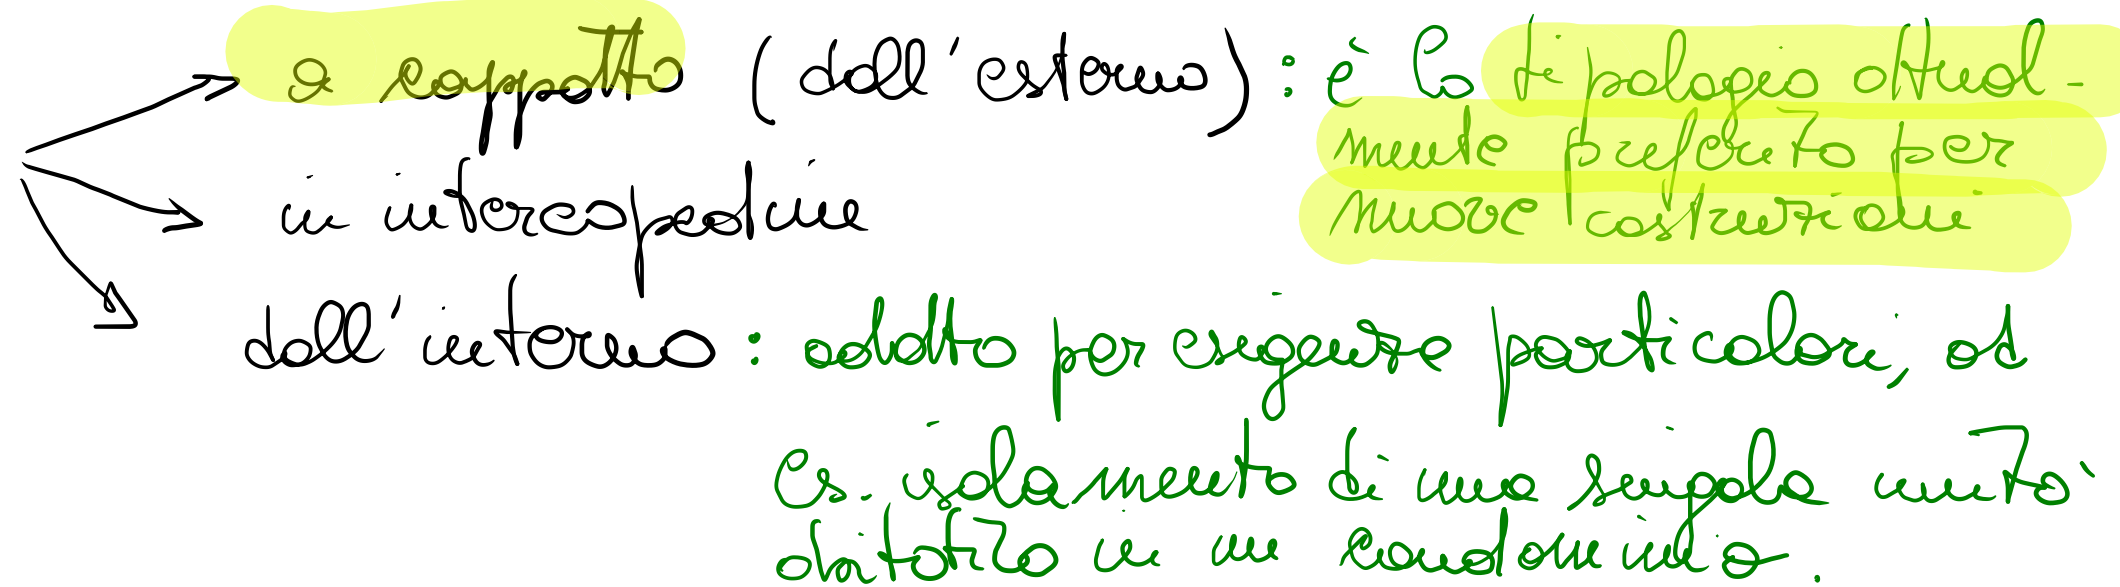 a cappotto (dall'esterno): è la tipologia attual-
mente preferita per
nuove costruzioni
in intercapedine
dall'interno: adatto per esigenze particolari, ad
es. isolamento di una singola unità
abitativa in un condominio.